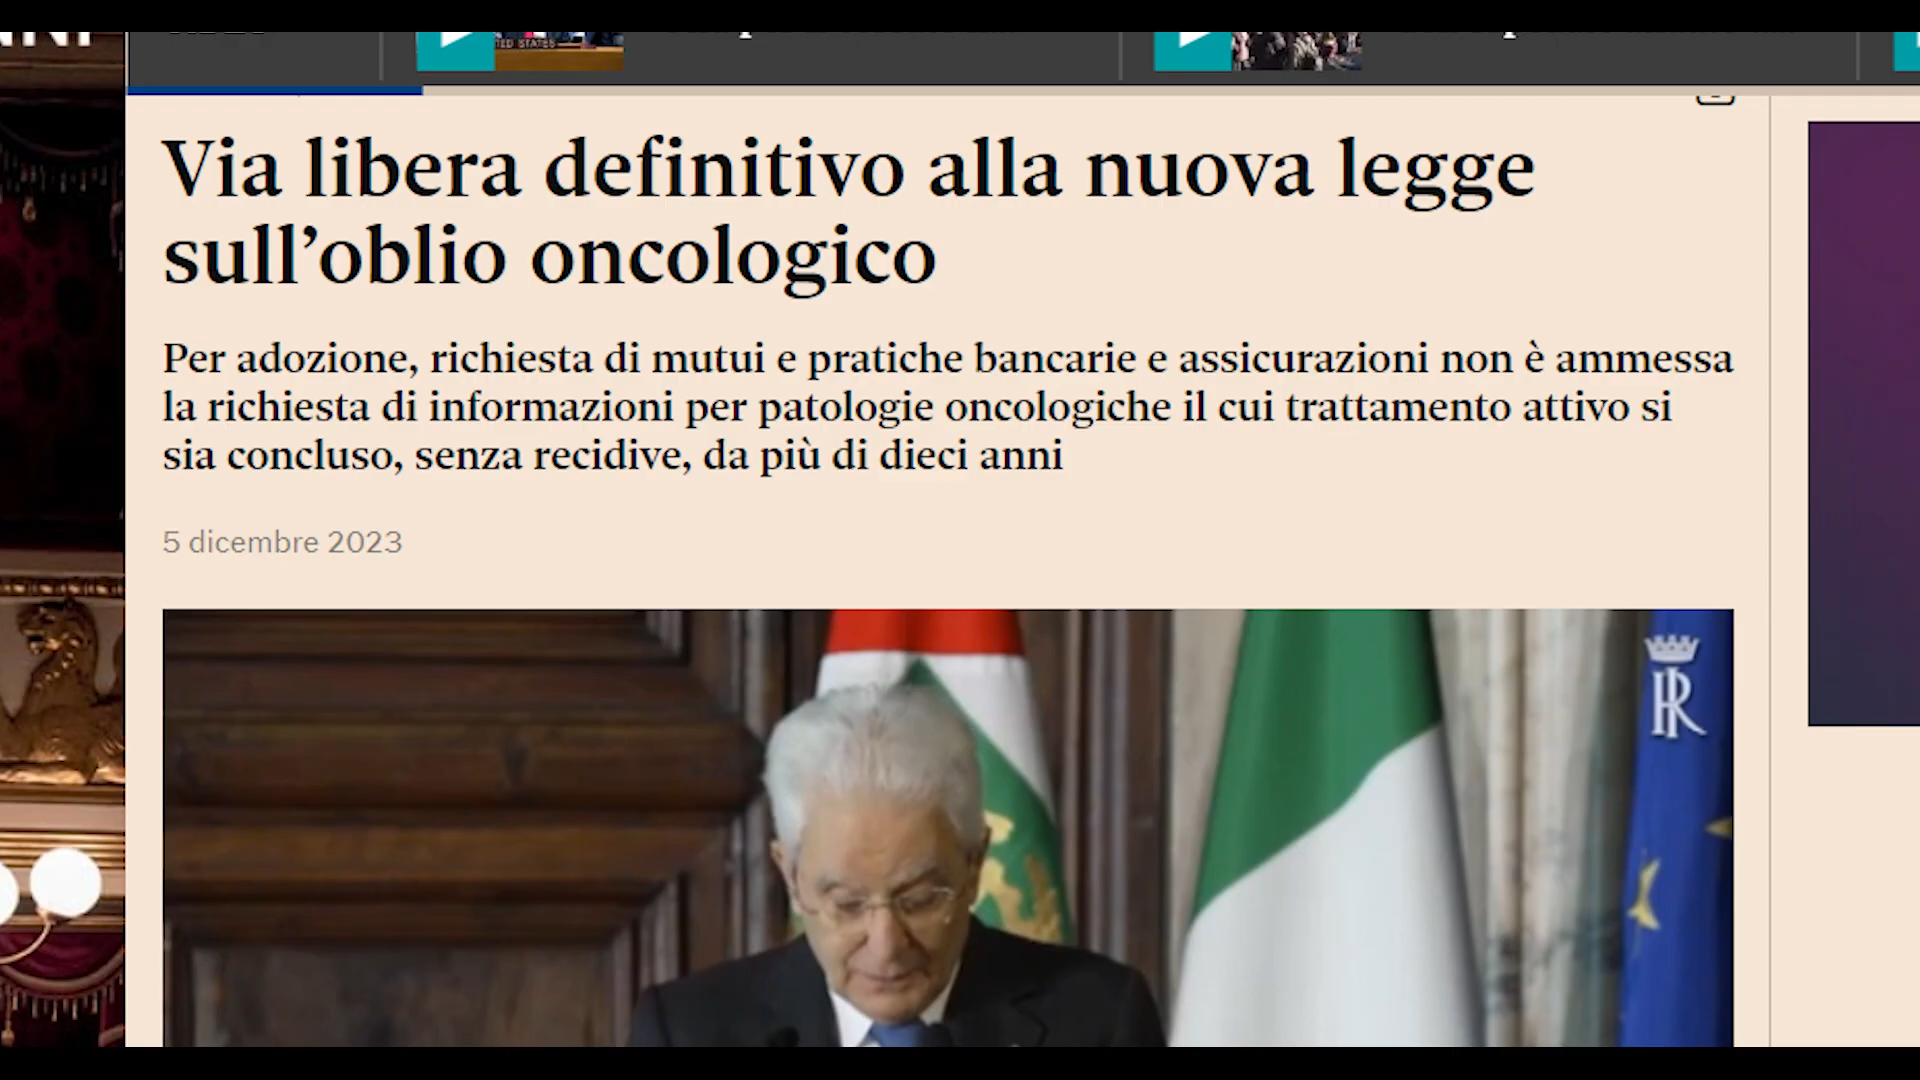 TED STATES
Via libera definitivo alla nuova legge
sull’oblio oncologico
Per adozione, richiesta di mutui e pratiche bancarie e assicurazioni non è ammessa
la richiesta di informazioni per patologie oncologiche il cui trattamento attivo si
sia concluso, senza recidive, da più di dieci anni
5 dicembre 2023